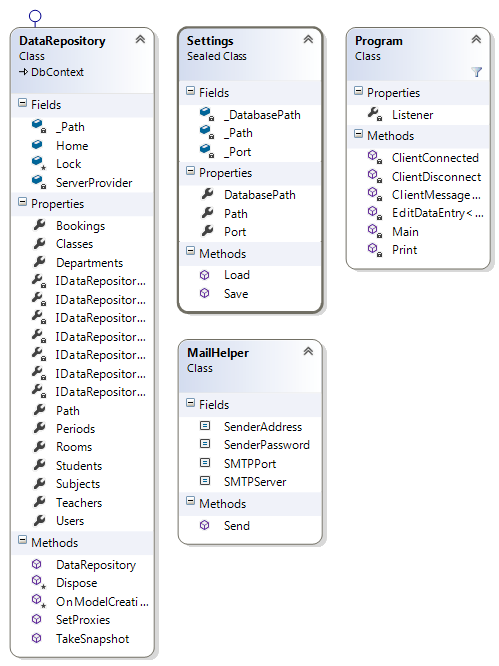 DataRepository
Class
DbContext
Fields
_Path
Home
Lock
ServerProvider
Properties
Bookings
Classes
Departments
IDataRepositor...
IDataRepositor...
IDataRepositor...
IDataRepositor...
IDataRepositor...
IDataRepositor...
IDataRepositor...
Path
Periods
Rooms
Students
Subjects
Teachers
Users
Methods
DataRepository
Dispose
OnModelCreati...
SetProxies
TakeSnapshot
Settings
Sealed Class
Fields
_DatabasePath
_Path
_Port
Properties
DatabasePath
Path
Port
Methods
Load
Save
MailHelper
Class
Fields
SenderAddress
SenderPassword
SMTPPort
SMTPServer
Methods
Send
Program
Class
Properties
Listener
Methods
ClientConnected
ClientDisconnect
ClientMessage...
EditDataEntry<...
Main
Print